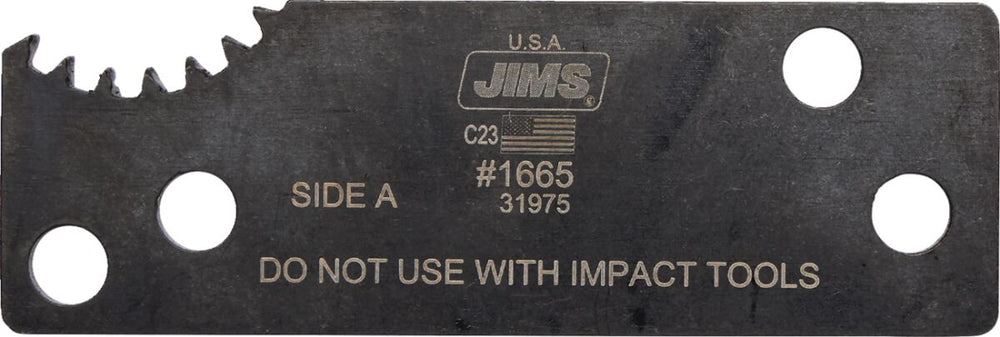 U.S.A.
JIMS®
C23
#1665
31975
SIDE A
DO NOT USE WITH IMPACT TOOLS